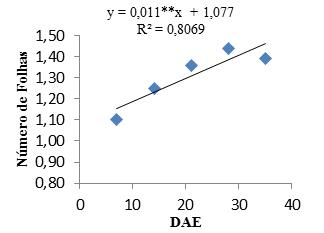 y = 0,011**x + 1,077
R² = 0,8069
Número de Folhas
1,50
1,40
1,30
1,20
1,10
1,00
0,90
0,80
0 10 20 30 40
DAE